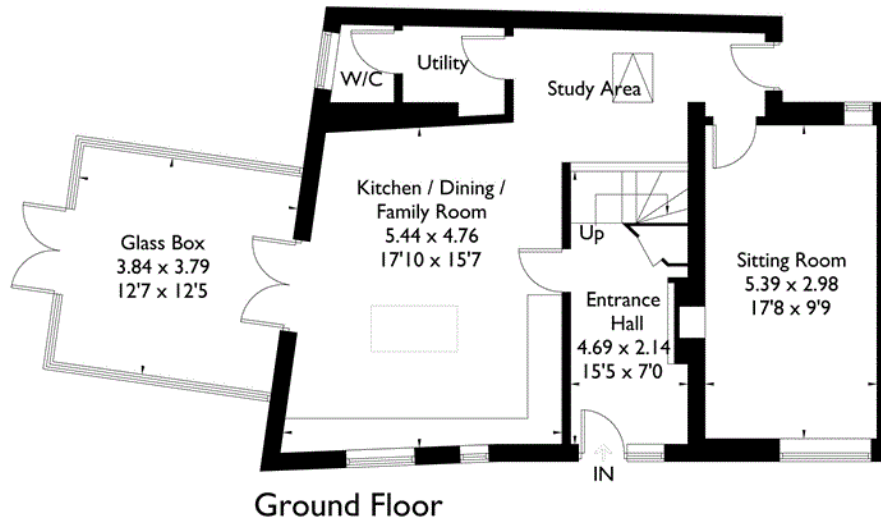 W/C
Utility
Study Area
Kitchen / Dining /
Family Room
5.44 x 4.76
17'10 x 15'7
Glass Box
3.84 x 3.79
12'7 x 12'5
Up
Entrance
Hall
4.69 x 2.14
15'5 x 7'0
Sitting Room
5.39 x 2.98
17'8 x 9'9
IN
Ground Floor